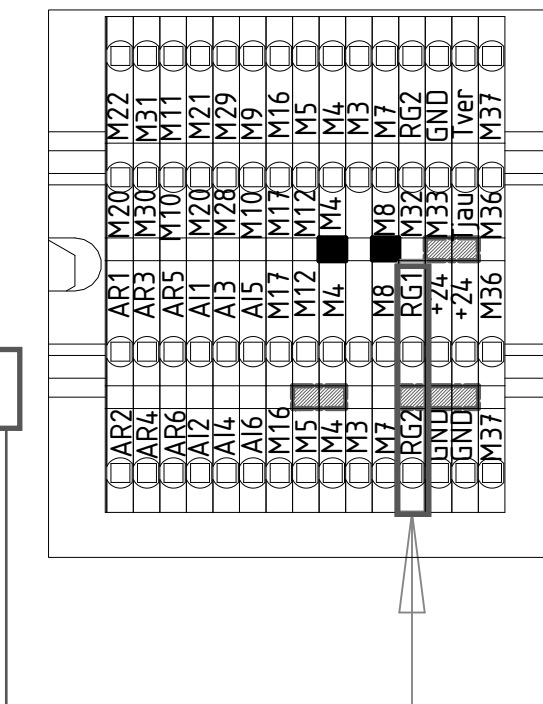 M22 M31 M11 M21 M29 M9 M16 M5 M4 M3 M7 RG2 GND Tver M37
M20 M30 M10 M20 M28 M10 M17 M12 M4 M8 M32 M33 jau M36
AR1 AR3 AR5 AI1 AI3 AI5 M17 M12 M4 M8 RG1 +24 +24 M36
AR2 AR4 AR6 AI2 AI4 AI6 M16 M5 M4 M3 M7 RG2 GND GND M37